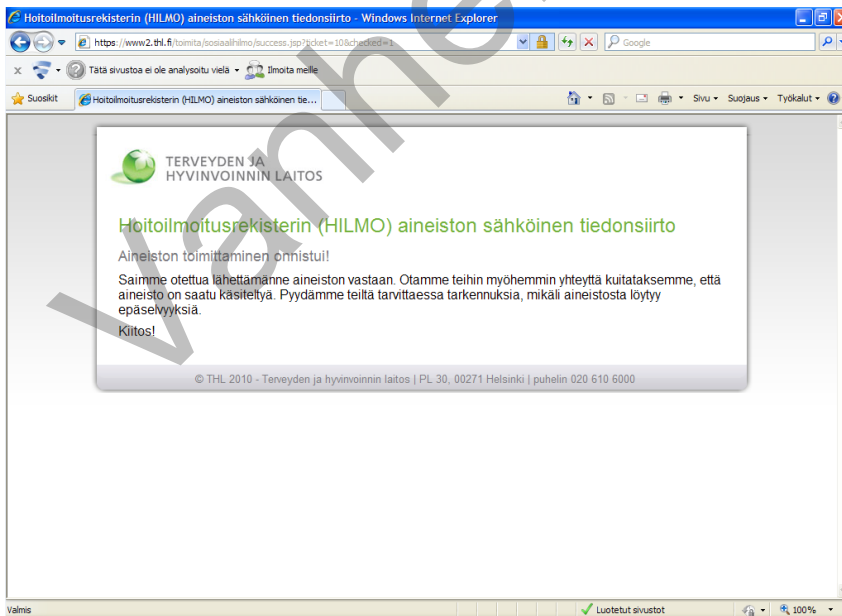 Hoitoilmoitusrekisterin (HILMO) aineiston sähköinen tiedonsiirto - Windows Internet Explorer
https://www2.thl.fi/toimita/sosiaalihilmo/success.jsp?ticket=10&checked=1
Google
x Tätä sivustoa ei ole analysoitu vielä Ilmoita meille
Suosikit Hoitoilmoitusrekisterin (HILMO) aineiston sähköinen tie... Sivu Suojaus Työkalut
TERVEYDEN JA
HYVINVOINNIN LAITOS
Hoitoilmoitusrekisterin (HILMO) aineiston sähköinen tiedonsiirto
Aineiston toimittaminen onnistui!
Saimme otettua lähettämänne aineiston vastaan. Otamme teihin myöhemmin yhteyttä kuitataksemme, että
aineisto on saatu käsiteltyä. Pyydämme teiltä tarvittaessa tarkennuksia, mikäli aineistosta löytyy
epäselvyyksiä.
Kiitos!
© THL 2010 - Terveyden ja hyvinvoinnin laitos | PL 30, 00271 Helsinki | puhelin 020 610 6000
Valmis Luotetut sivustot 100%
Vanhe